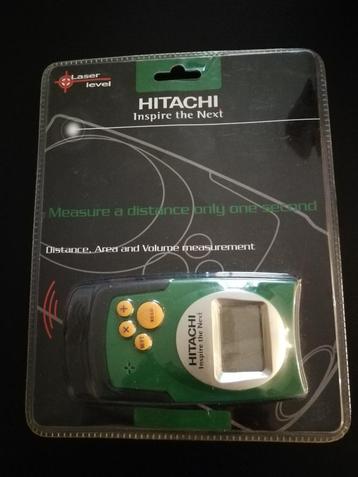 Laser
level
HITACHI
Inspire the Next
Measure a distance only one second
Distance, Area and Volume measurement
+
×
READ
HITACHI
Inspire the Next